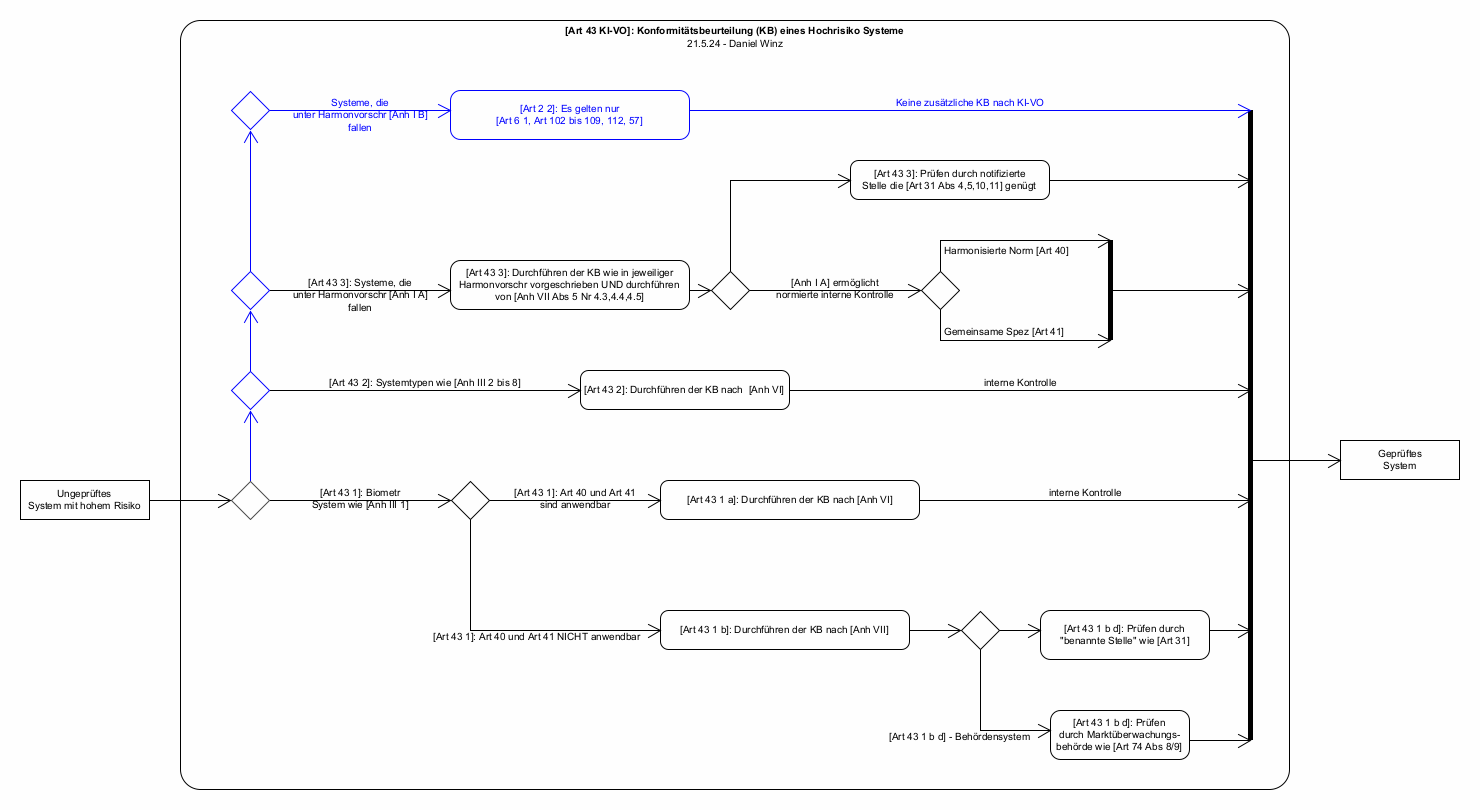 [Art 43 KI-VO]: Konformitätsbeurteilung (KB) eines Hochrisiko Systeme
21.5.24 - Daniel Winz
Systeme, die
unter Harmonvorschr [Anh I B]
fallen
[Art 2 2]: Es gelten nur
[Art 6 1, Art 102 bis 109, 112, 57]
Keine zusätzliche KB nach KI-VO
[Art 43 3]: Prüfen durch notifizierte
Stelle die [Art 31 Abs 4,5,10,11] genügt
[Art 43 3]: Systeme, die
unter Harmonvorschr [Anh I A]
fallen
[Art 43 3]: Durchführen der KB wie in jeweiliger
Harmonvorschr vorgeschrieben UND durchführen
von [Anh VII Abs 5 Nr 4.3,4.4,4.5]
[Anh I A] ermöglicht
normierte interne Kontrolle
Harmonisierte Norm [Art 40]
Gemeinsame Spez [Art 41]
[Art 43 2]: Systemtypen wie [Anh III 2 bis 8]
[Art 43 2]: Durchführen der KB nach  [Anh VI]
interne Kontrolle
Ungeprüftes
System mit hohem Risiko
[Art 43 1]: Biometr
System wie [Anh III 1]
[Art 43 1]: Art 40 und Art 41
sind anwendbar
[Art 43 1 a]: Durchführen der KB nach [Anh VI]
interne Kontrolle
Geprüftes
System
[Art 43 1]: Art 40 und Art 41 NICHT anwendbar
[Art 43 1 b]: Durchführen der KB nach [Anh VII]
[Art 43 1 b d]: Prüfen durch
"benannte Stelle" wie [Art 31]
[Art 43 1 b d] - Behördensystem
[Art 43 1 b d]: Prüfen
durch Marktüberwachungs-
behörde wie [Art 74 Abs 8/9]